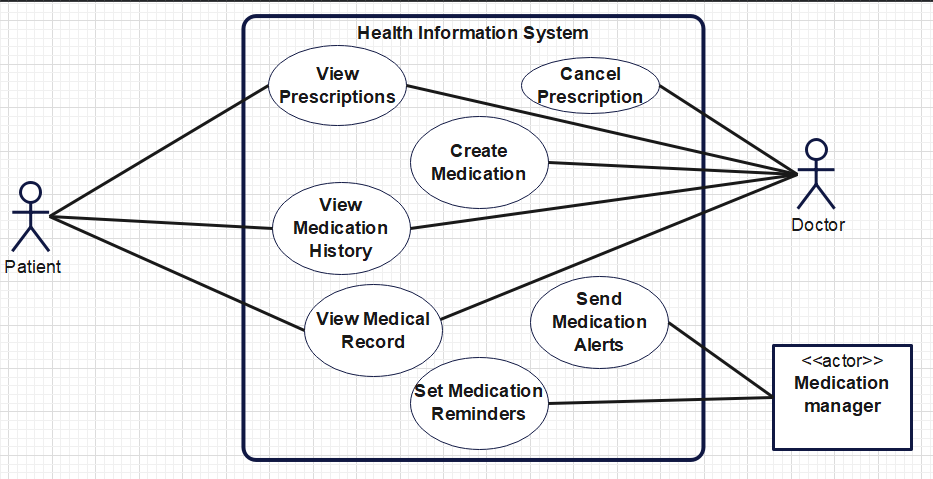 Health Information System
View
Prescriptions
Cancel
Prescription
Create
Medication
View
Medication
History
View Medical
Record
Send
Medication
Alerts
Set Medication
Reminders
Patient
Doctor
<<actor>>
Medication
manager